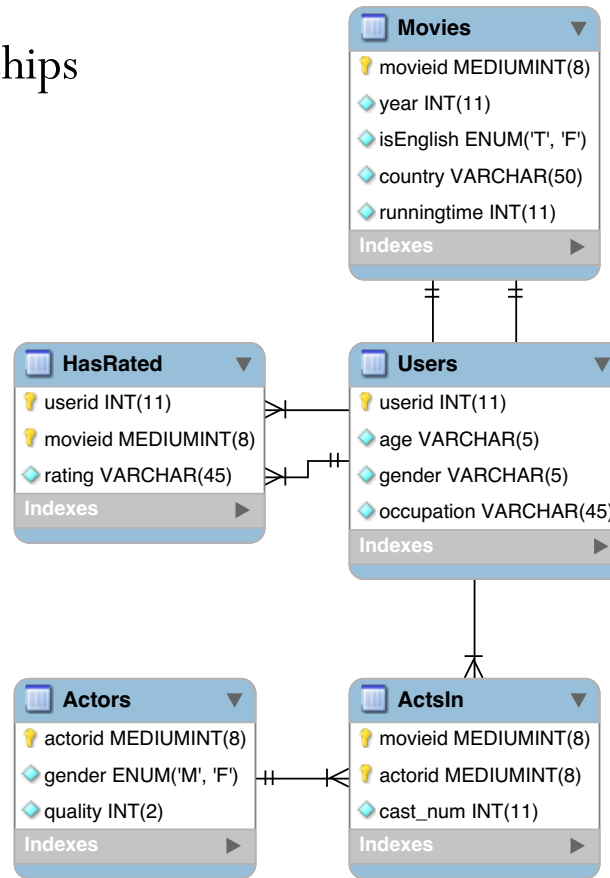 hips
Movies
movieid MEDIUMINT(8)
year INT(11)
isEnglish ENUM('T', 'F')
country VARCHAR(50)
runningtime INT(11)
Indexes
HasRated
userid INT(11)
movieid MEDIUMINT(8)
rating VARCHAR(45)
Indexes
Users
userid INT(11)
age VARCHAR(5)
gender VARCHAR(5)
occupation VARCHAR(45)
Indexes
Actors
actorid MEDIUMINT(8)
gender ENUM('M', 'F')
quality INT(2)
Indexes
ActsIn
movieid MEDIUMINT(8)
actorid MEDIUMINT(8)
cast_num INT(11)
Indexes